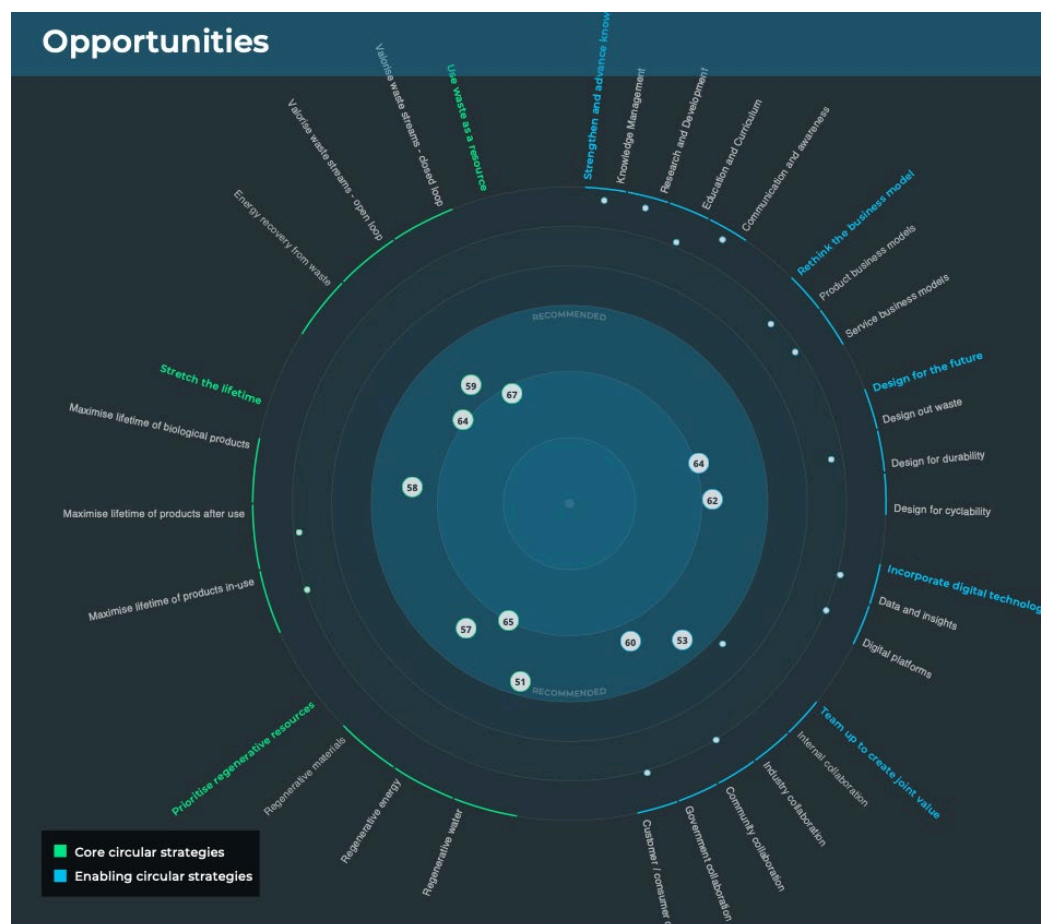 Opportunities
Use waste as a resource
Valorise waste streams - closed loop
Valorise waste streams - open loop
Energy recovery from waste
Stretch the lifetime
Maximise lifetime of biological products
Maximise lifetime of products after use
Maximise lifetime of products in-use
Prioritise regenerative resources
Regenerative materials
Regenerative energy
Regenerative water
Strengthen and advance know
Knowledge Management
Research and Development
Education and Curriculum
Communication and awareness
Rethink the business model
Product business models
Service business models
Design for the future
Design out waste
Design for durability
Design for cyclability
Incorporate digital technolog
Data and insights
Digital platforms
Team up to create joint value
Internal collaboration
Industry collaboration
Community collaboration
Government collaboration
Customer / consumer
RECOMMENDED
59
67
64
58
64
62
65
57
60
53
51
RECOMMENDED
Core circular strategies
Enabling circular strategies